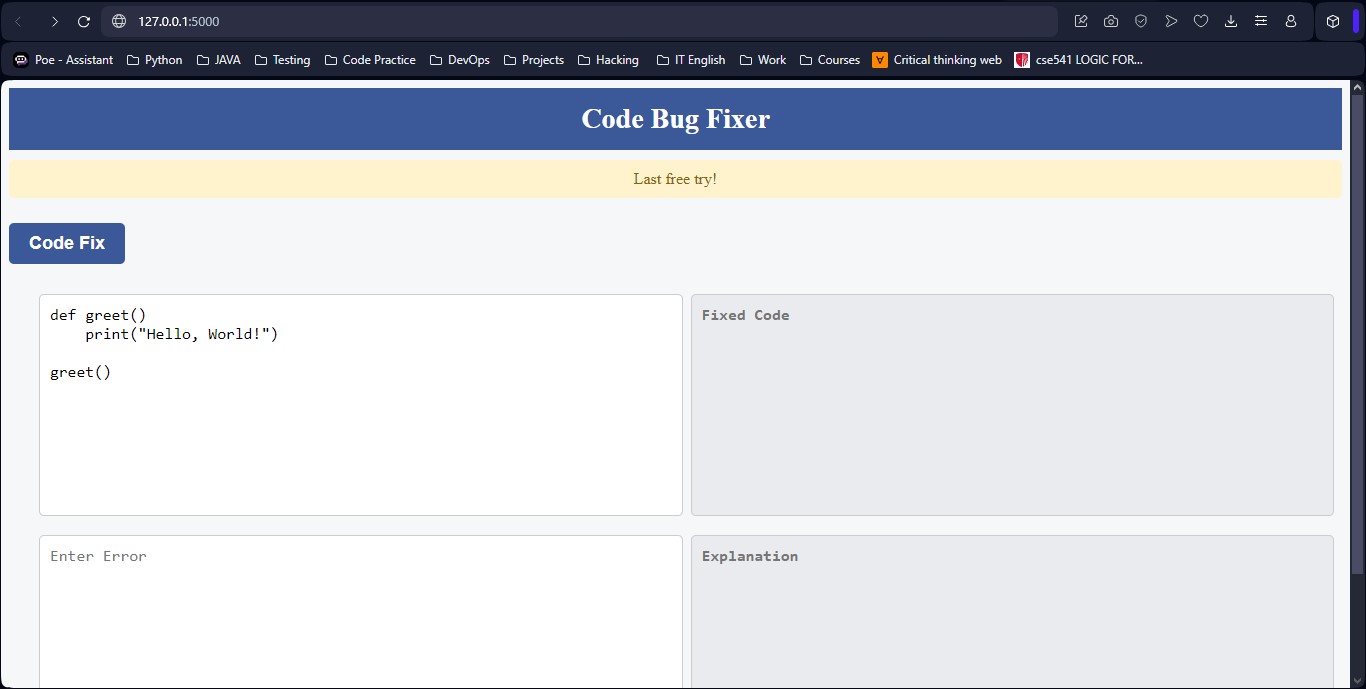 127.0.0.1:5000
Poe - Assistant Python JAVA Testing Code Practice DevOps Projects Hacking IT English Work Courses Critical thinking web cse541 LOGIC FOR...
Code Bug Fixer
Last free try!
Code Fix
def greet()
    print("Hello, World!")
greet()
Fixed Code
Enter Error
Explanation